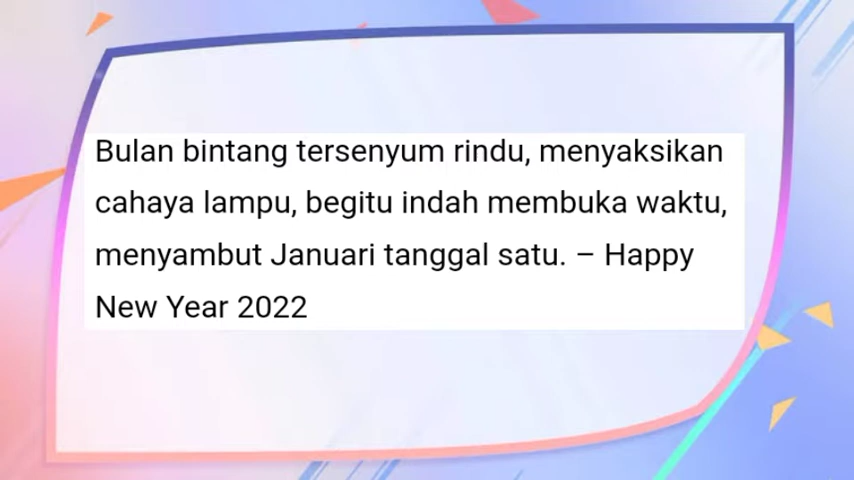 Bulan bintang tersenyum rindu, menyaksikan
cahaya lampu, begitu indah membuka waktu,
menyambut Januari tanggal satu. – Happy
New Year 2022